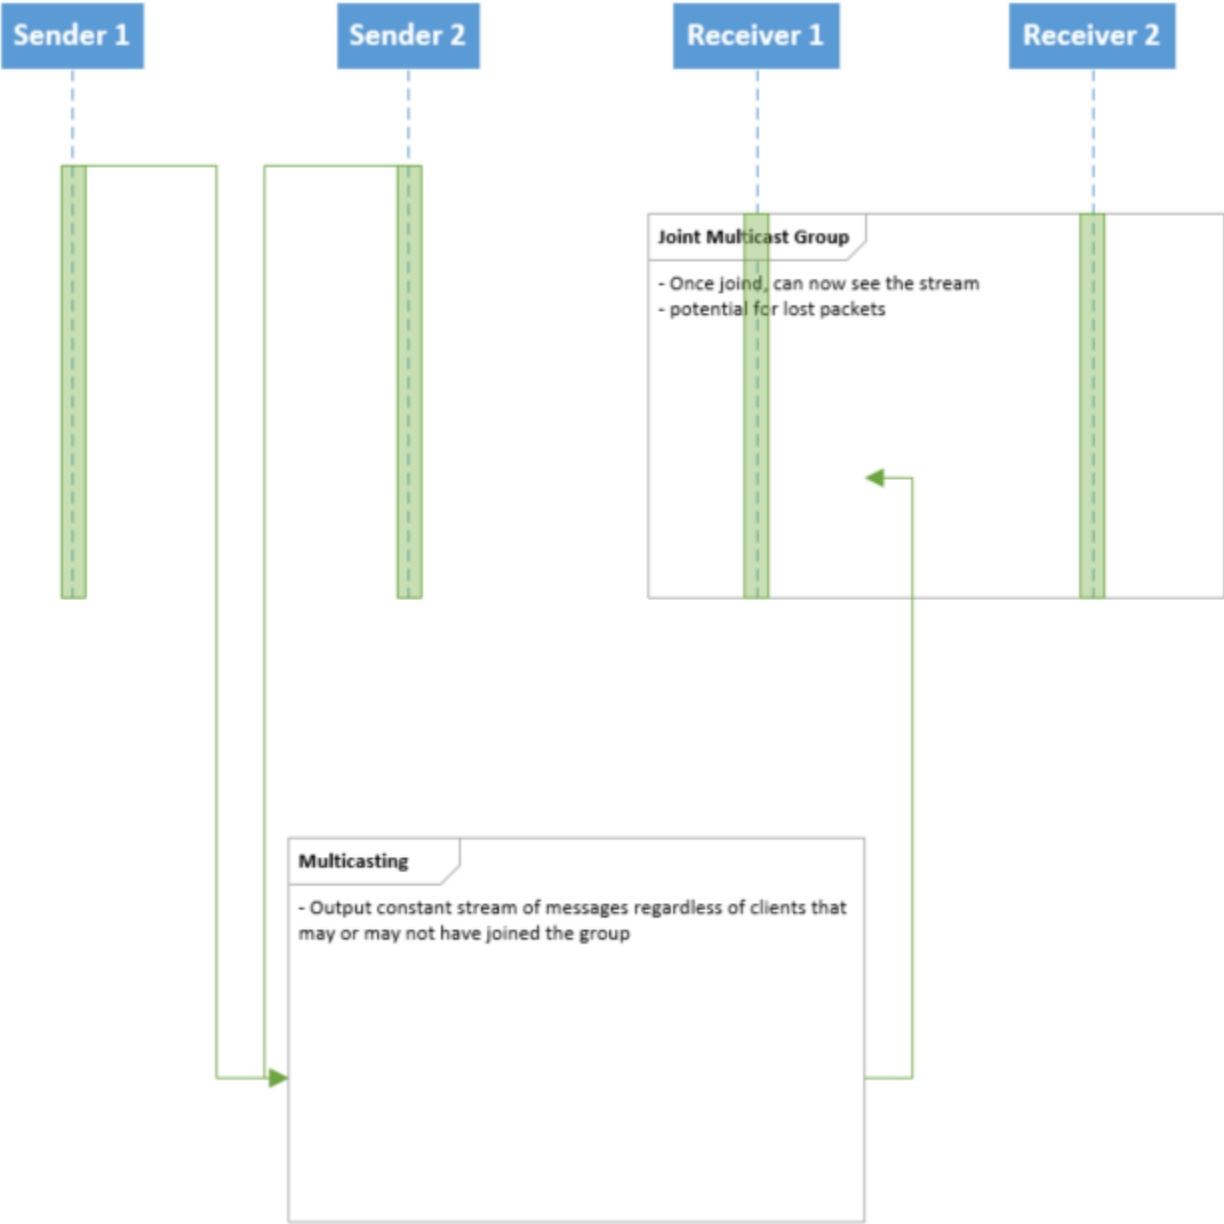 Sender 1
Sender 2
Receiver 1
Receiver 2
Joint Multicast Group
- Once joind, can now see the stream
- potential for lost packets
Multicasting
- Output constant stream of messages regardless of clients that
may or may not have joined the group